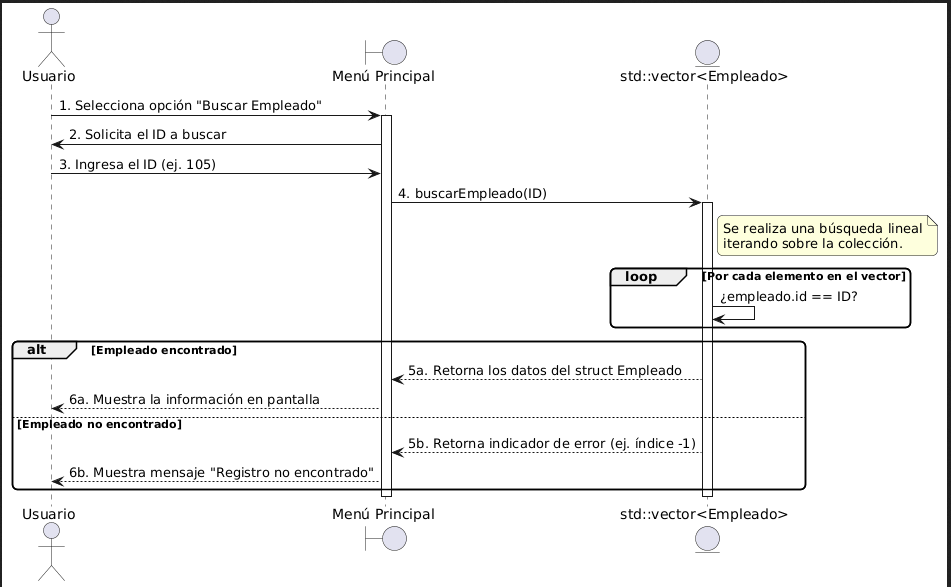 Usuario
Menú Principal
std::vector<Empleado>
1. Selecciona opción "Buscar Empleado"
2. Solicita el ID a buscar
3. Ingresa el ID (ej. 105)
4. buscarEmpleado(ID)
Se realiza una búsqueda lineal
iterando sobre la colección.
loop
[Por cada elemento en el vector]
¿empleado.id == ID?
alt
[Empleado encontrado]
5a. Retorna los datos del struct Empleado
6a. Muestra la información en pantalla
[Empleado no encontrado]
5b. Retorna indicador de error (ej. índice -1)
6b. Muestra mensaje "Registro no encontrado"
Usuario
Menú Principal
std::vector<Empleado>